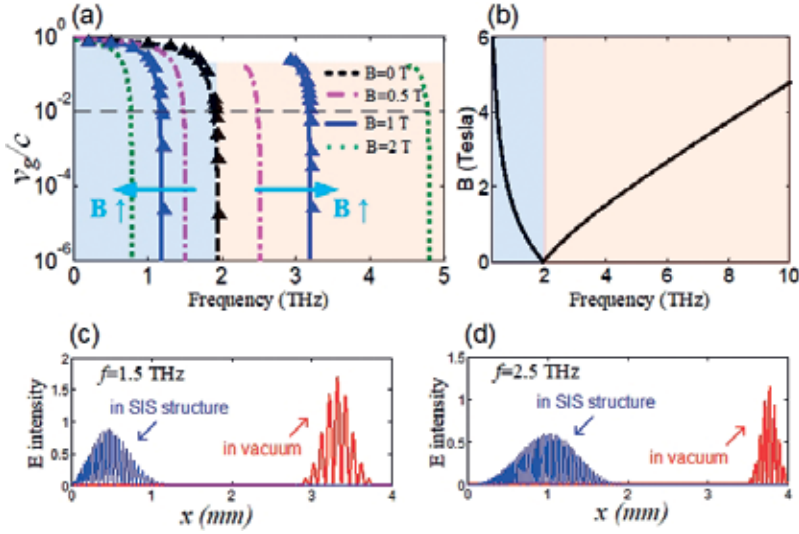 (a)
(b)
v_g/c
10^0
10^-2
10^-4
10^-6
B=0 T
B=0.5 T
B=1 T
B=2 T
B ↑
B ↑
0 1 2 3 4 5
Frequency (THz)
B (Tesla)
6
4
2
0
2 4 6 8 10
Frequency (THz)
(c)
(d)
E intensity
2
1.5
1
0.5
0
f=1.5 THz
in SIS structure
in vacuum
0 1 2 3 4
x (mm)
E intensity
1.5
1
0.5
0
f=2.5 THz
in SIS structure
in vacuum
0 1 2 3 4
x (mm)